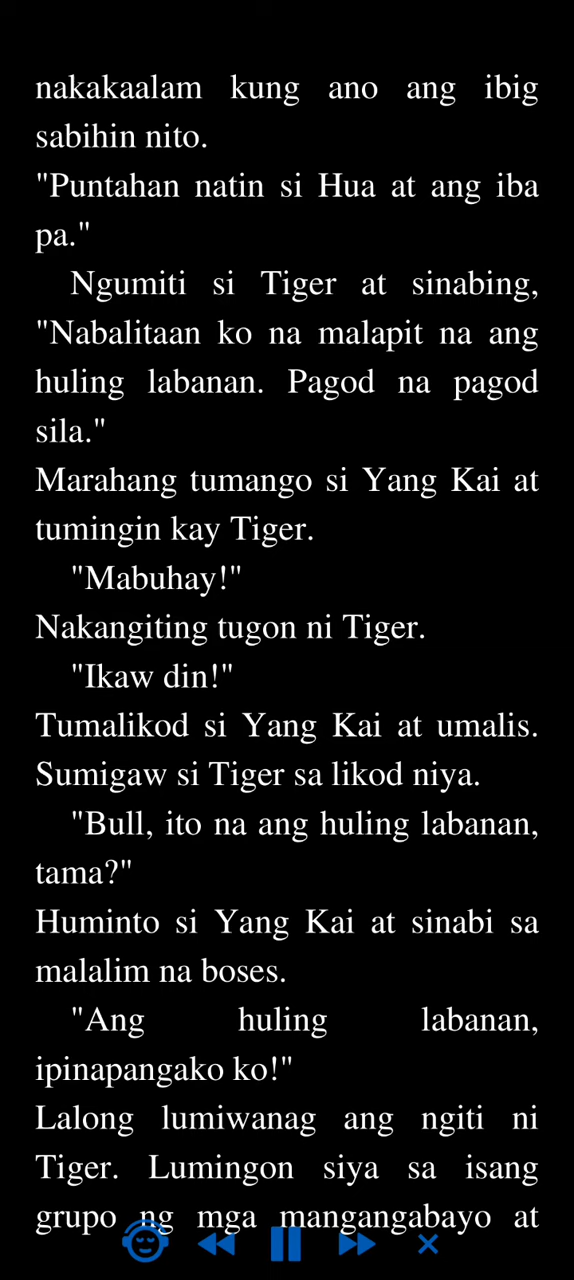 nakakaalam kung ano ang ibig
sabihin nito.
"Puntahan natin si Hua at ang iba
pa."
Ngumiti si Tiger at sinabing,
"Nabalitaan ko na malapit na ang
huling labanan. Pagod na pagod
sila."
Marahang tumango si Yang Kai at
tumingin kay Tiger.
"Mabuhay!"
Nakangiting tugon ni Tiger.
"Ikaw din!"
Tumalikod si Yang Kai at umalis.
Sumigaw si Tiger sa likod niya.
"Bull, ito na ang huling labanan,
tama?"
Huminto si Yang Kai at sinabi sa
malalim na boses.
"Ang huling labanan,
ipinapangako ko!"
Lalong lumiwanag ang ngiti ni
Tiger. Lumingon siya sa isang
grupo ng mga mangangabayo at